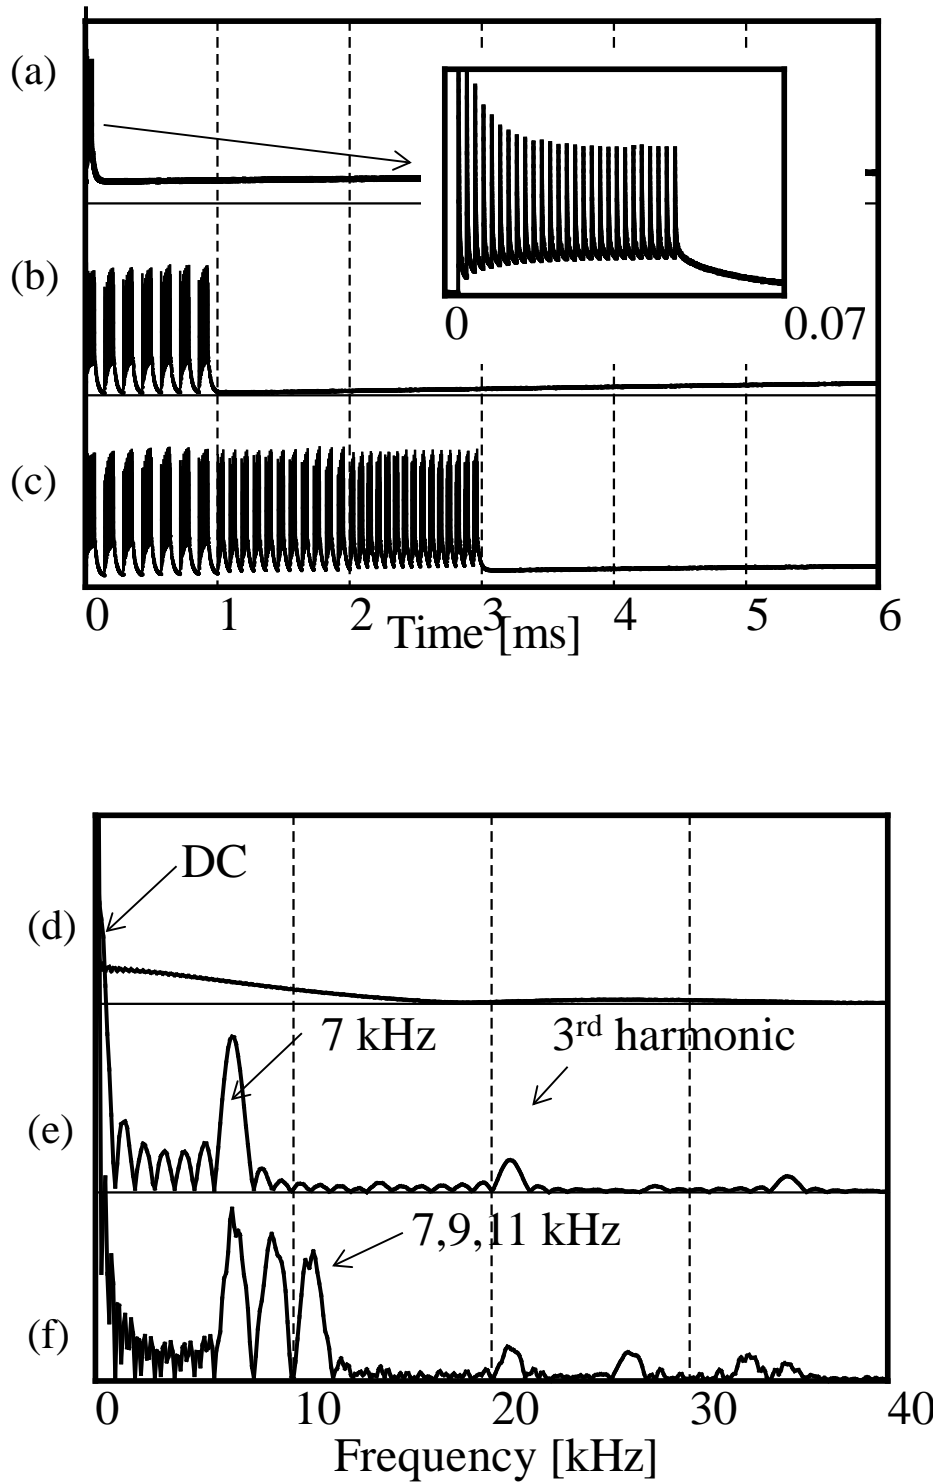 (a)
0 0.07
(b)
(c)
0 1 2 3 4 5 6
Time [ms]
DC
(d)
7 kHz 3rd harmonic
(e)
7,9,11 kHz
(f)
0 10 20 30 40
Frequency [kHz]